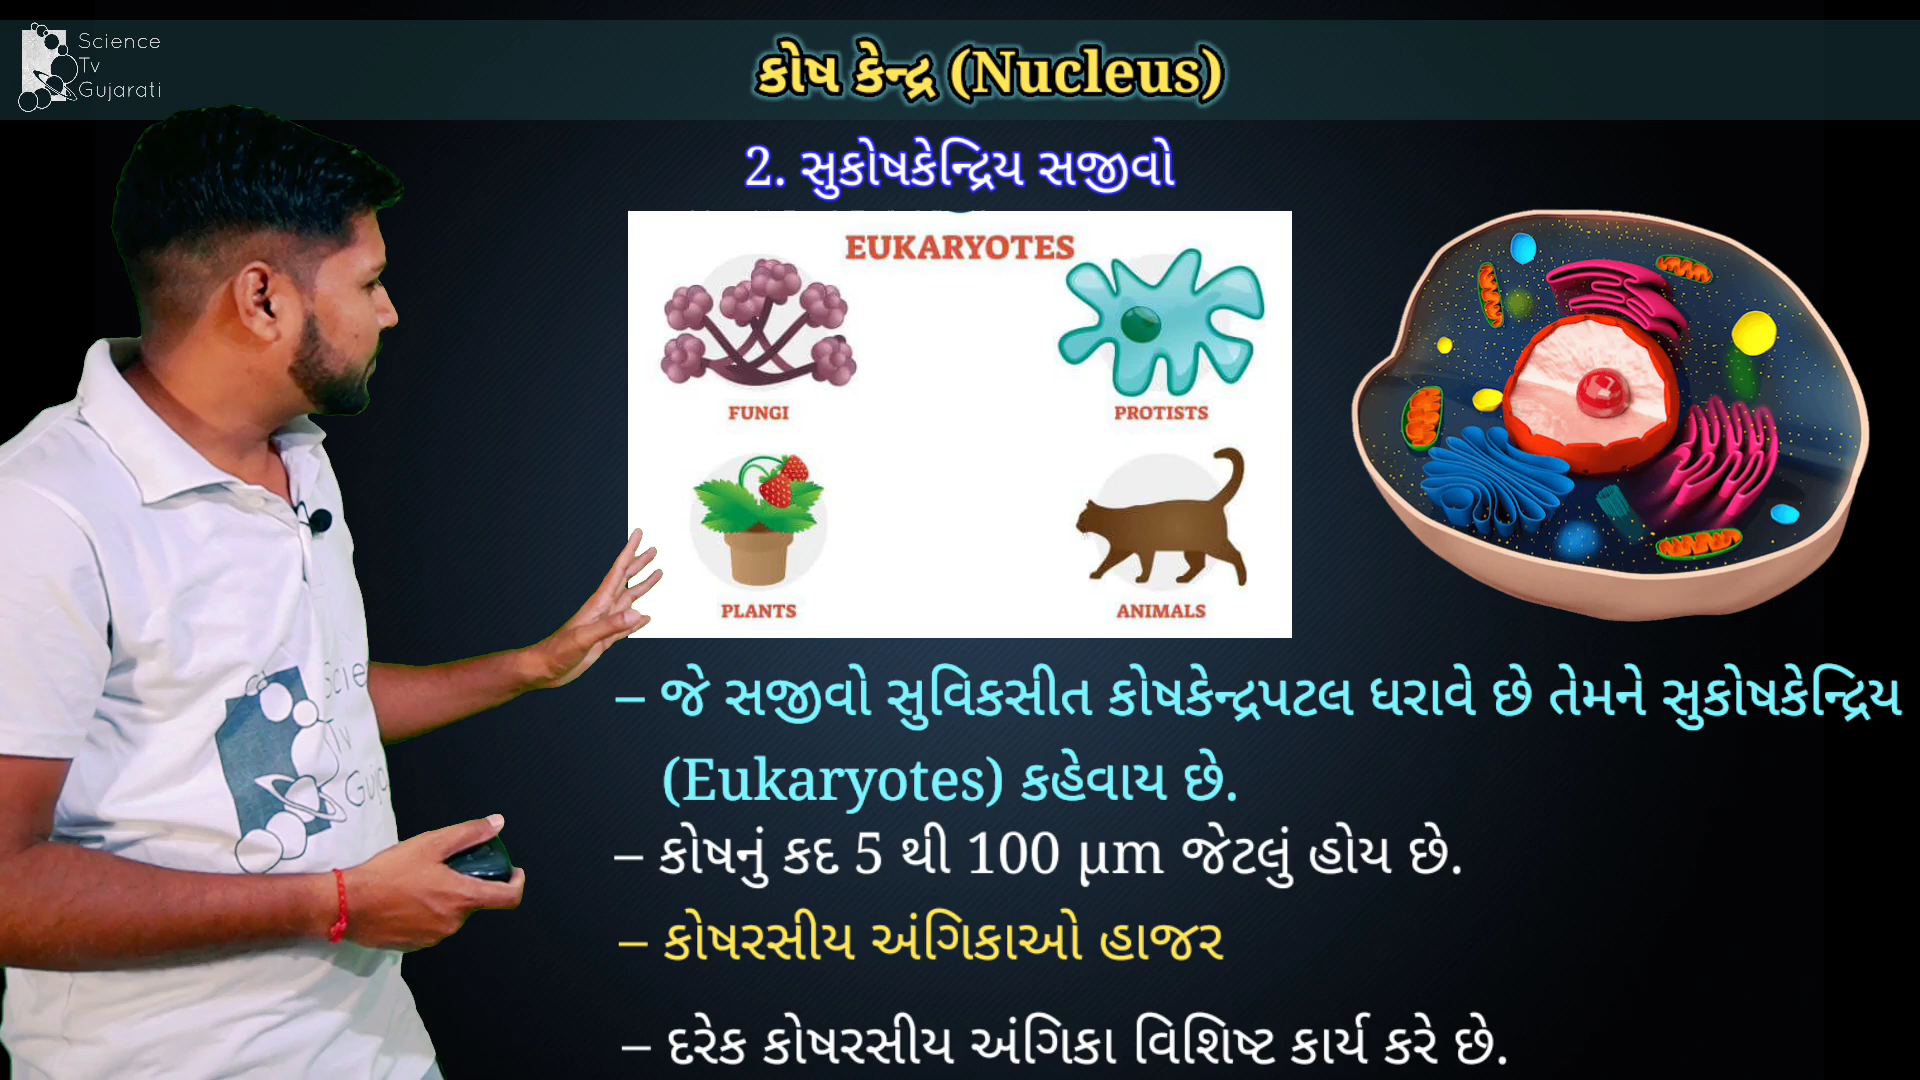 Science
Tv
Gujarati
કોષ કેન્દ્ર (Nucleus)
2. સુકોષકેન્દ્રિય સજીવો
EUKARYOTES
FUNGI
PROTISTS
PLANTS
ANIMALS
– જે સજીવો સુવિકસીત કોષકેન્દ્રપટલ ધરાવે છે તેમને સુકોષકેન્દ્રિય
(Eukaryotes) કહેવાય છે.
– કોષનું કદ 5 થી 100 µm જેટલું હોય છે.
– કોષરસીય અંગિકાઓ હાજર
– દરેક કોષરસીય અંગિકા વિશિષ્ટ કાર્ય કરે છે.